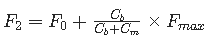 $F_2 = F_0 + \frac{C_b}{C_b + C_m} \times F_{max}$